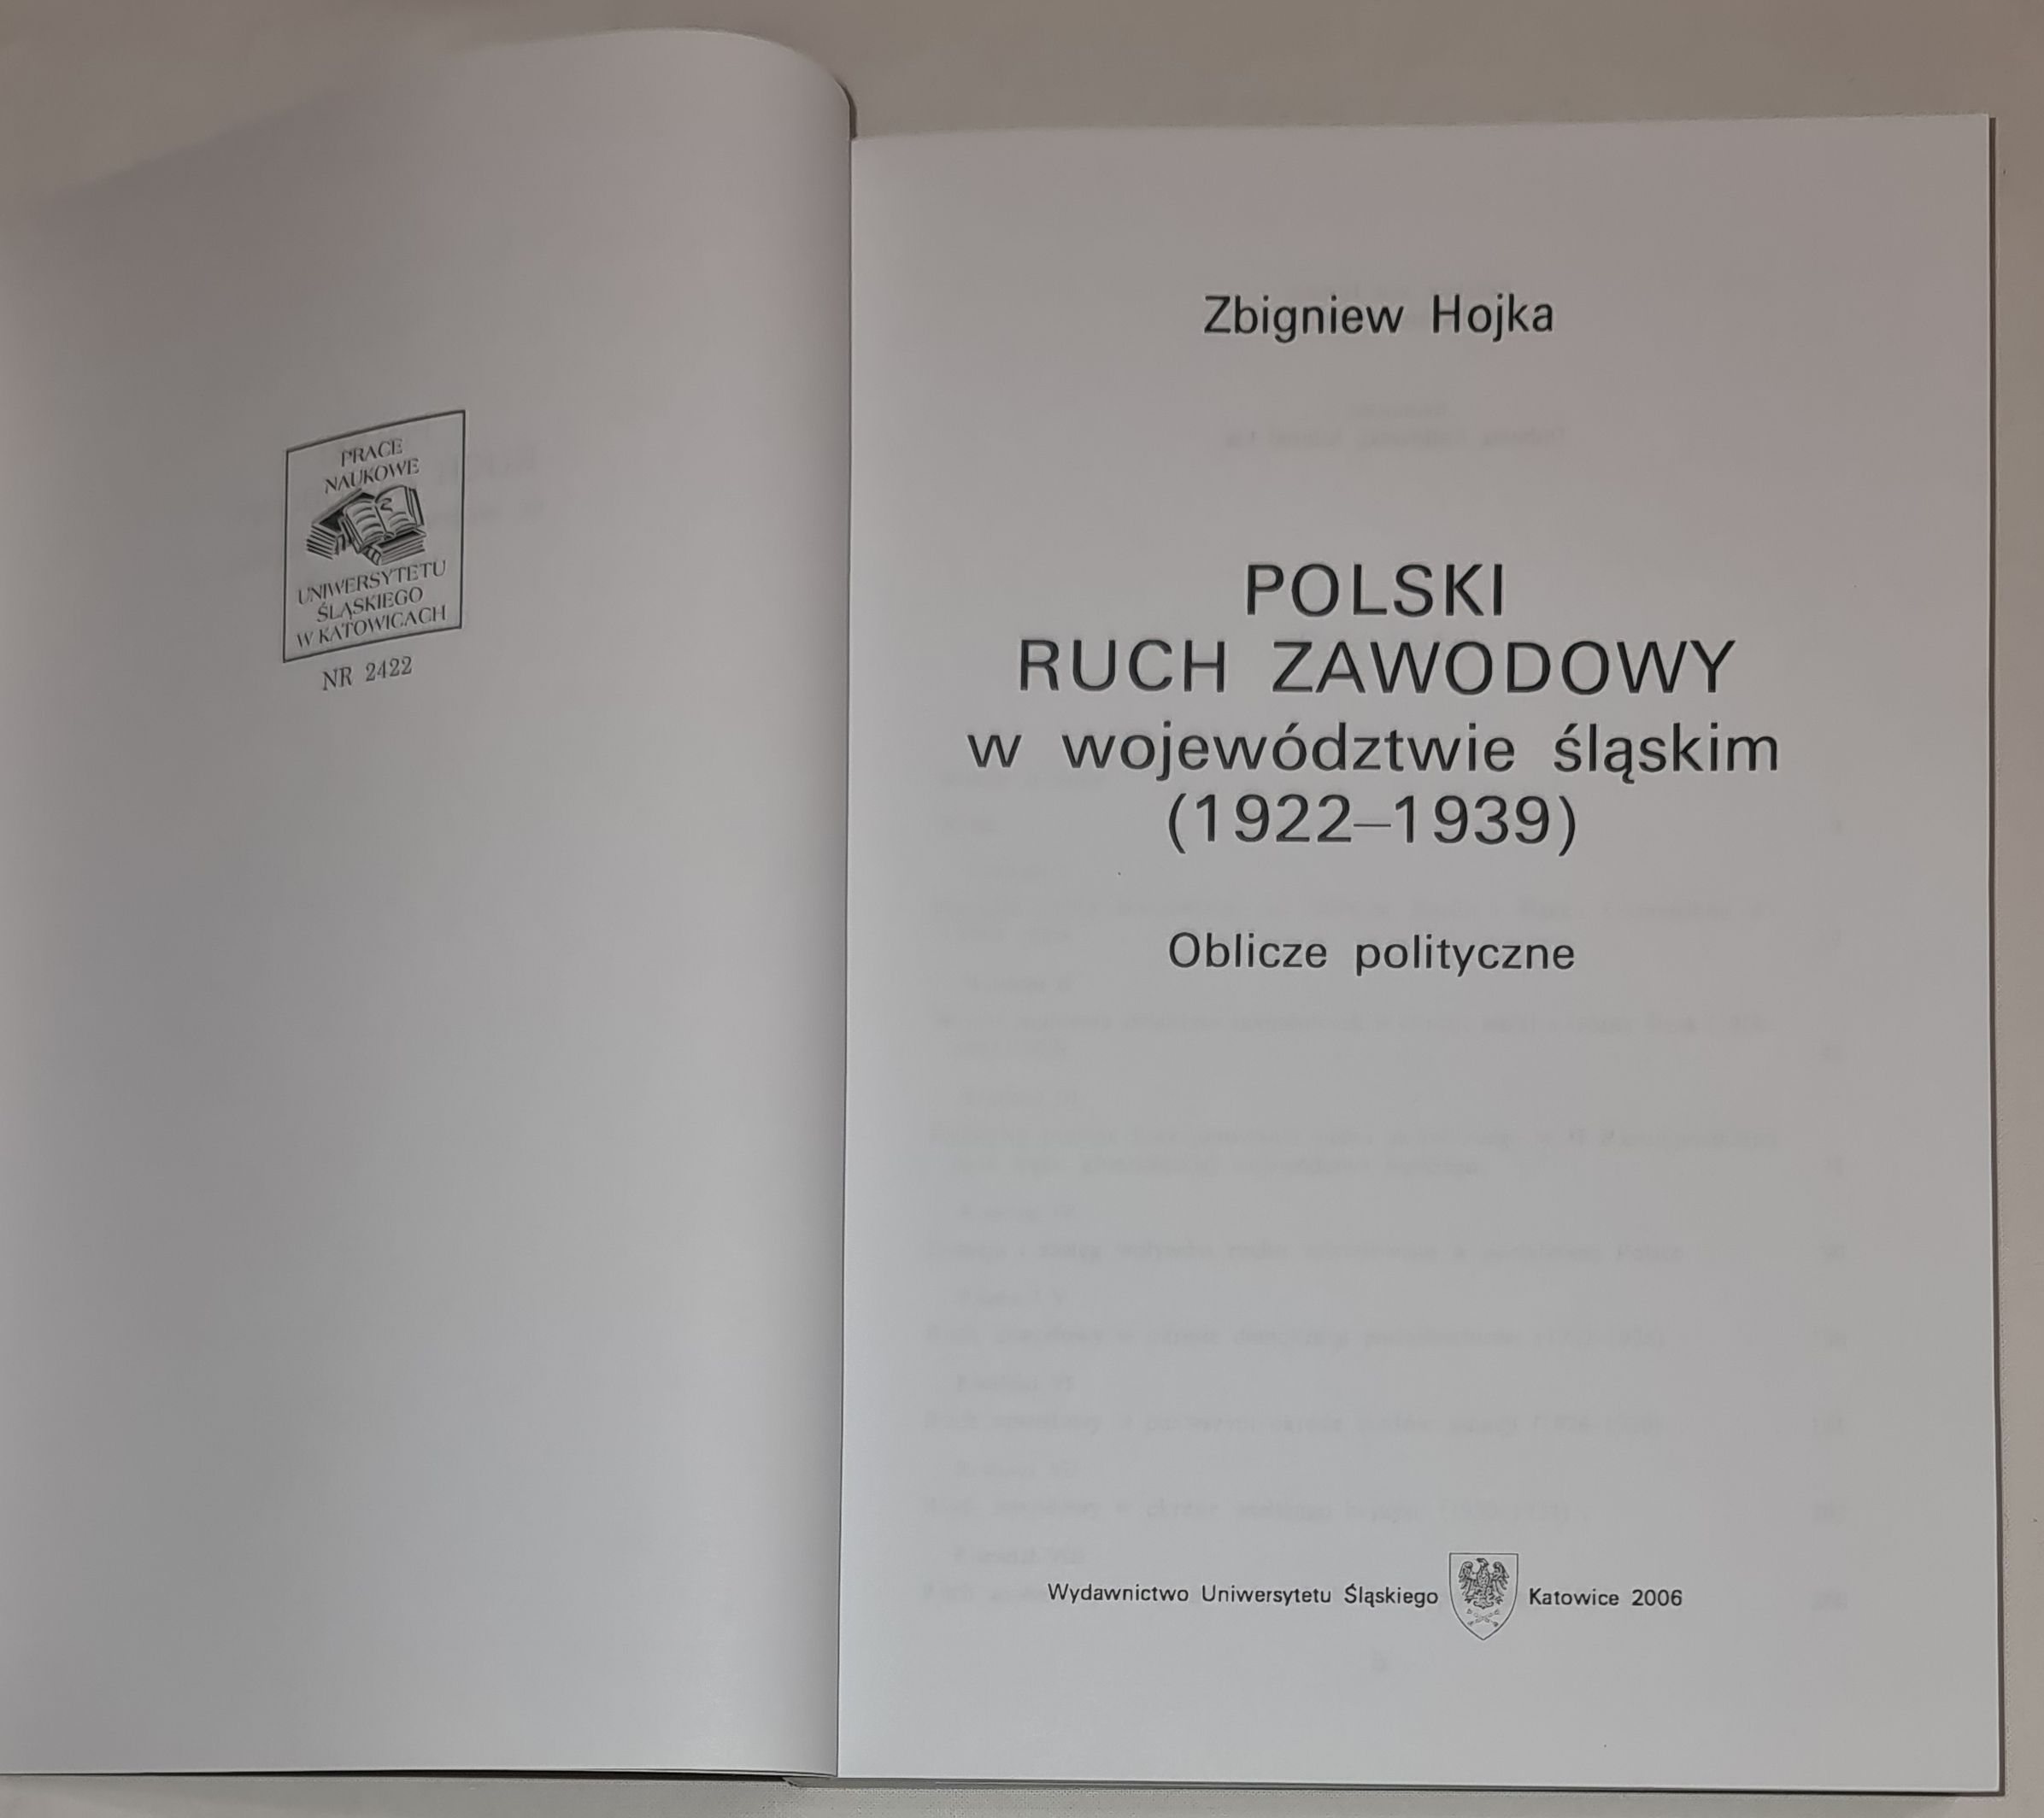 PRACE
NAUKOWE
UNIWERSYTETU
ŚLĄSKIEGO
W KATOWICACH
NR 2422
Zbigniew Hojka
POLSKI
RUCH ZAWODOWY
w województwie śląskim
(1922–1939)
Oblicze polityczne
Wydawnictwo Uniwersytetu Śląskiego Katowice 2006